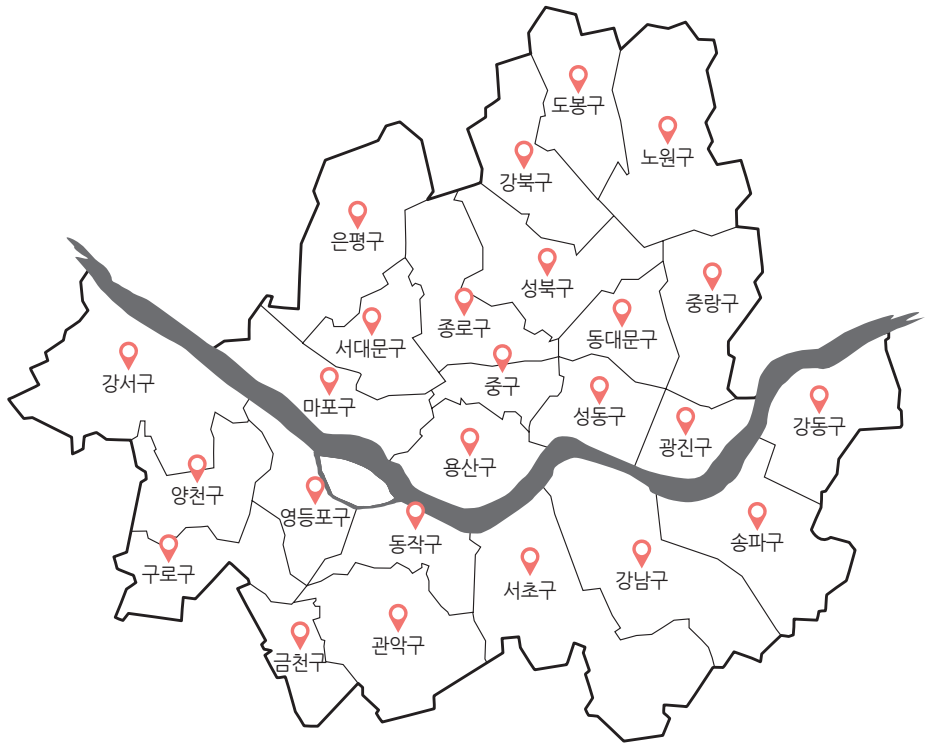 도봉구
노원구
강북구
은평구
성북구
중랑구
종로구
동대문구
서대문구
강서구
중구
마포구
성동구
강동구
광진구
용산구
양천구
영등포구
동작구
송파구
구로구
강남구
서초구
관악구
금천구